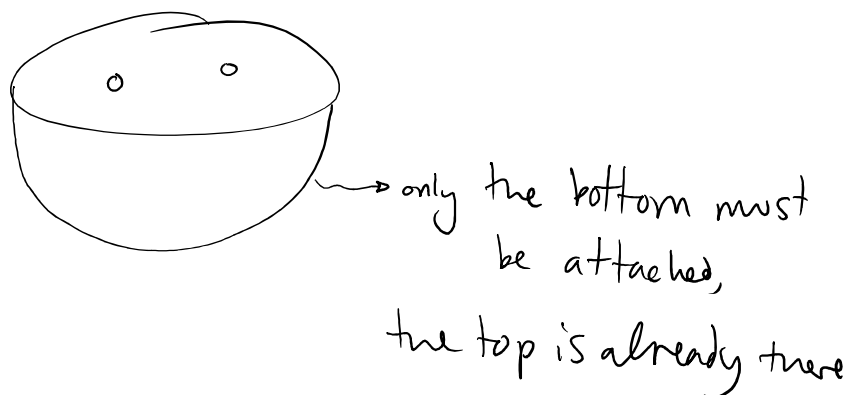 only the bottom must
be attached,
the top is already there